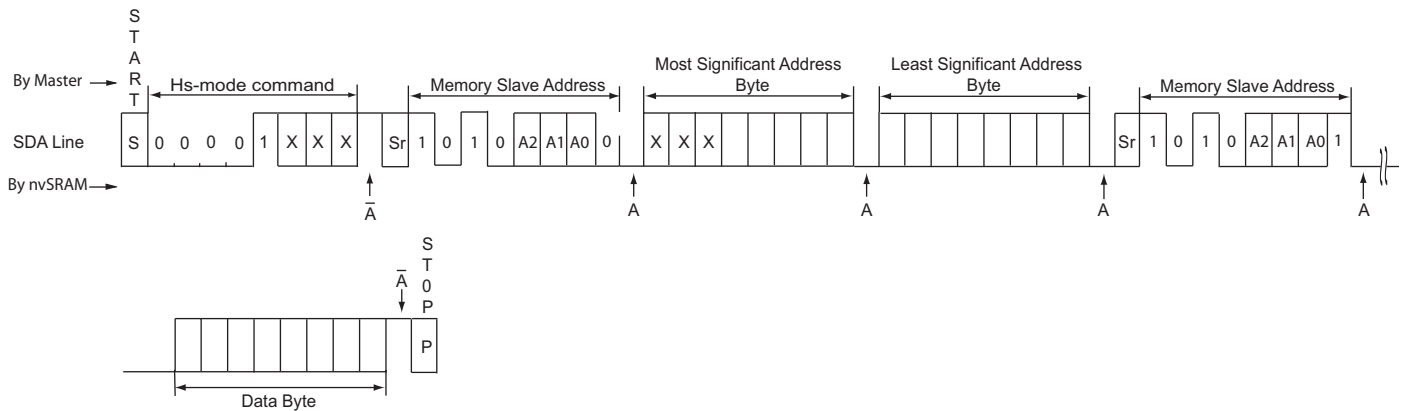 START
By Master
Hs-mode command
Memory Slave Address
Most Significant Address
Byte
Least Significant Address
Byte
Memory Slave Address
SDA Line
S 0 0 0 0 1 X X X Sr 1 0 1 0 A2 A1 A0 0 X X X Sr 1 0 1 0 A2 A1 A0 1
By nvSRAM
A̅ A A A A
A̅
ST0P
P
Data Byte